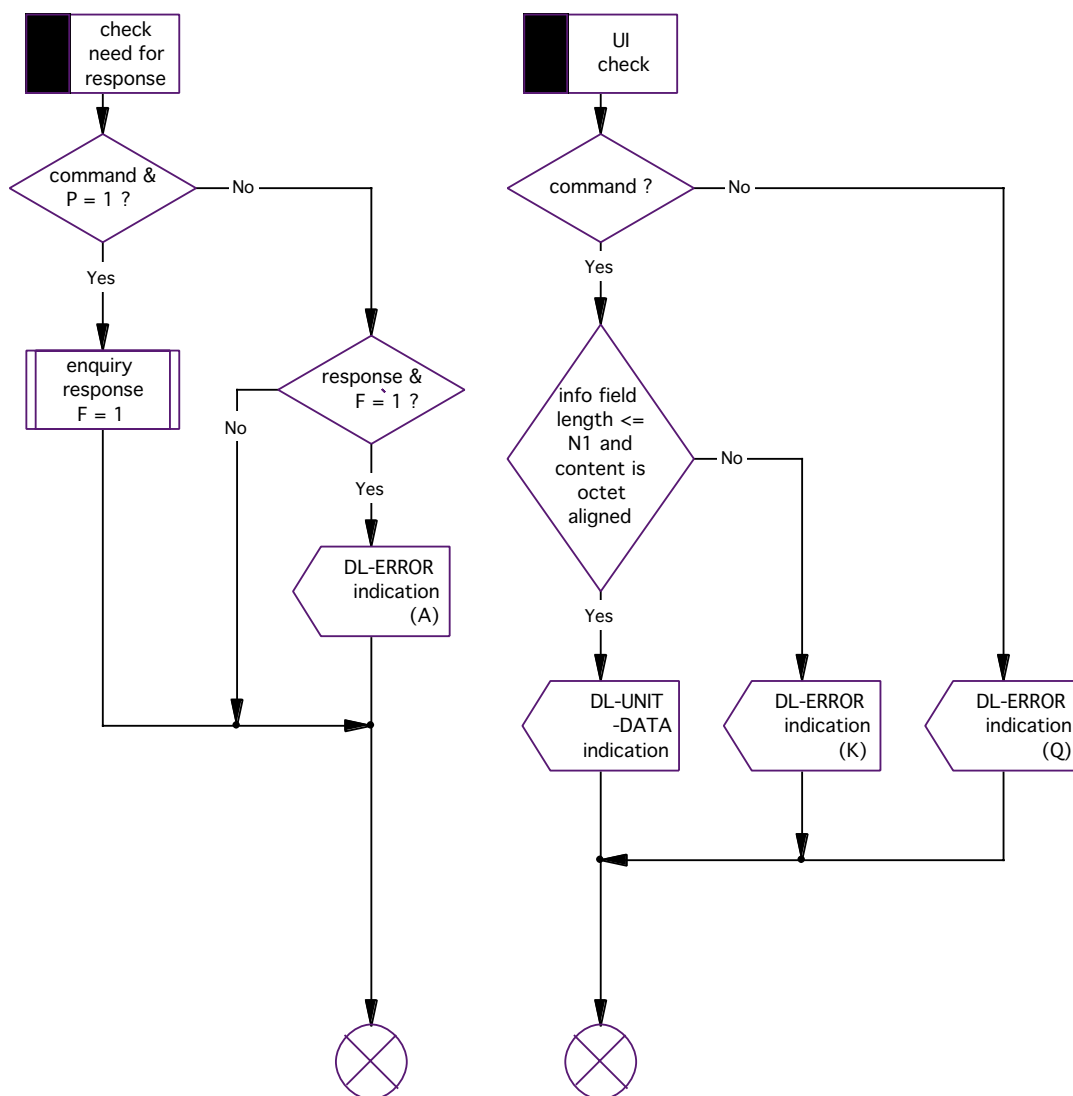 check
need for
response
command &
P = 1 ?
No
Yes
enquiry
response
F = 1
response &
F = 1 ?
No
Yes
DL-ERROR
indication
(A)
UI
check
command ?
No
Yes
info field
length <=
N1 and
content is
octet
aligned
No
Yes
DL-UNIT
-DATA
indication
DL-ERROR
indication
(K)
DL-ERROR
indication
(Q)